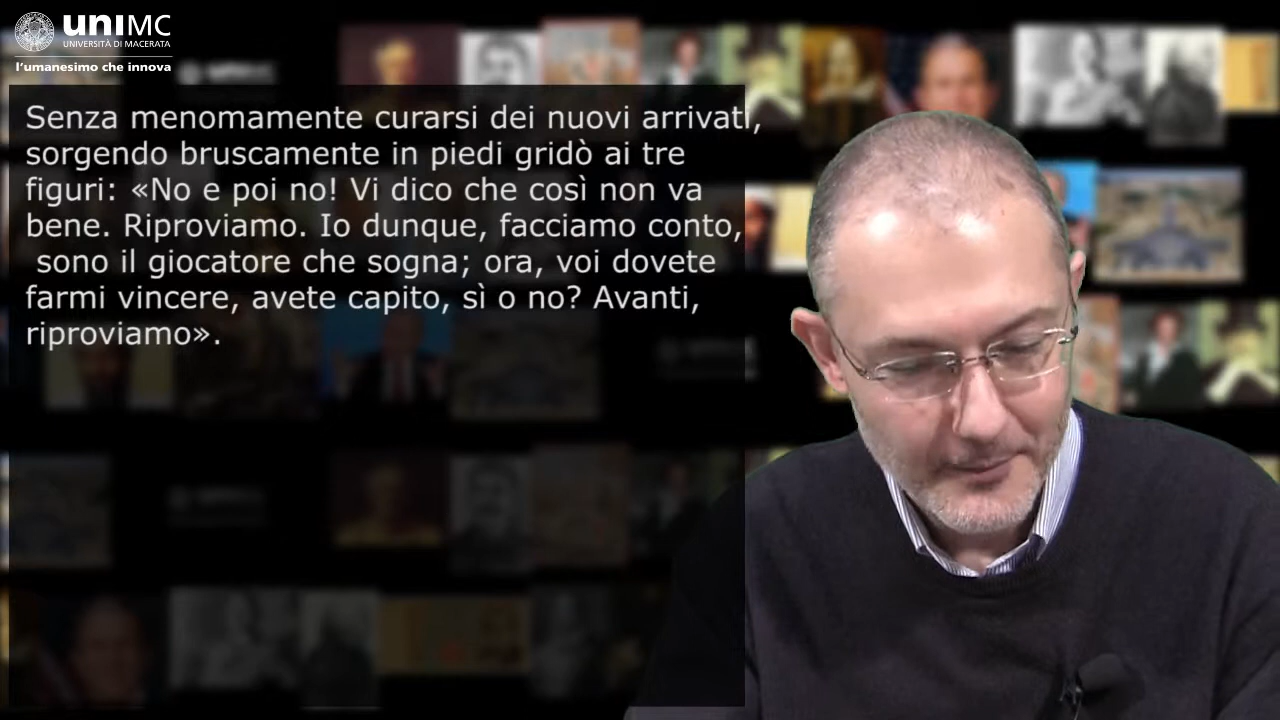 uniMC
UNIVERSITÀ DI MACERATA
l'umanesimo che innova
Senza menomamente curarsi dei nuovi arrivati,
sorgendo bruscamente in piedi gridò ai tre
figuri: «No e poi no! Vi dico che così non va
bene. Riproviamo. Io dunque, facciamo conto,
sono il giocatore che sogna; ora, voi dovete
farmi vincere, avete capito, sì o no? Avanti,
riproviamo».